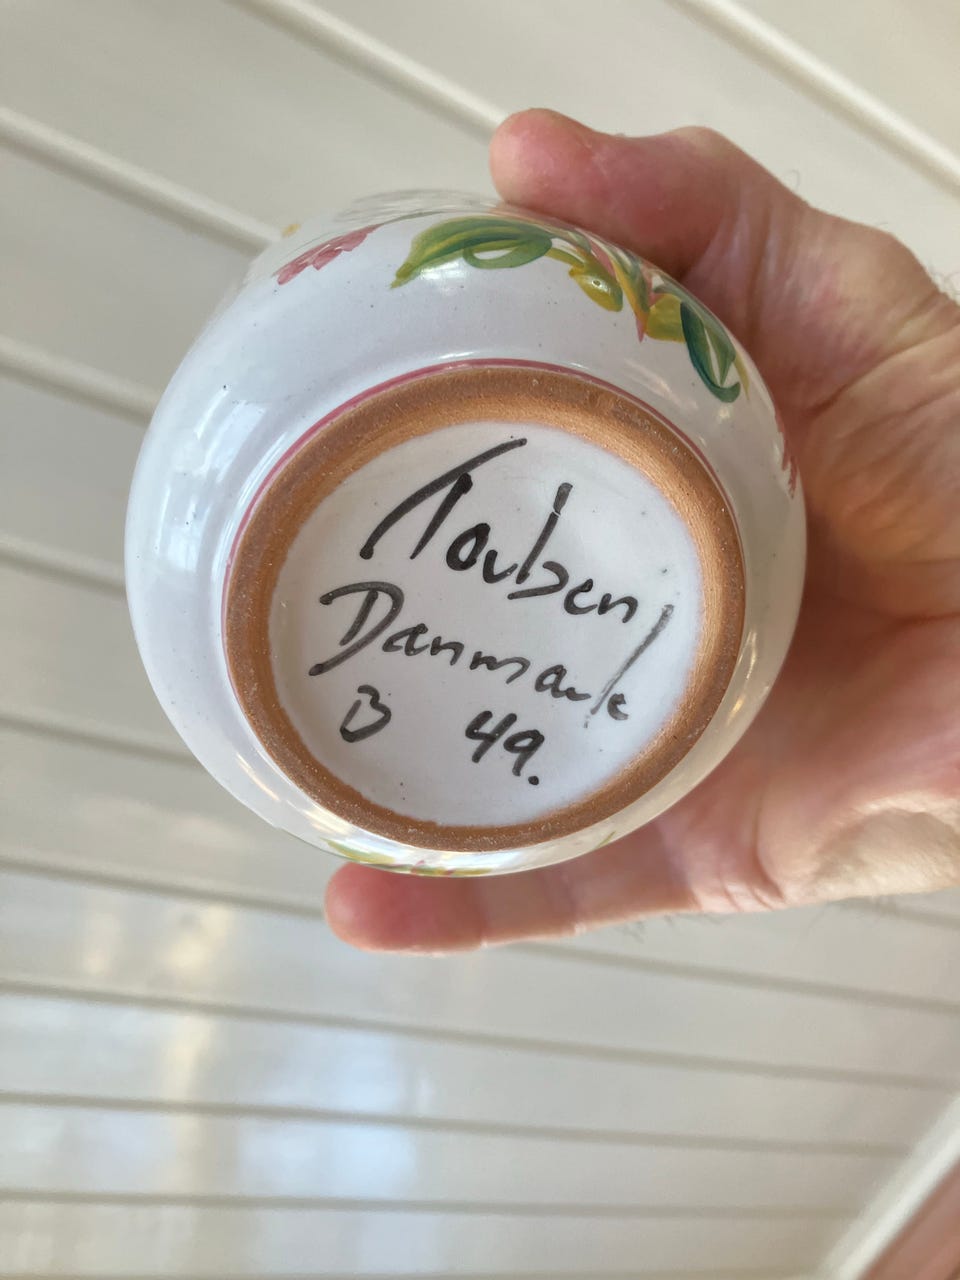 Torben
Danmark
B 49.